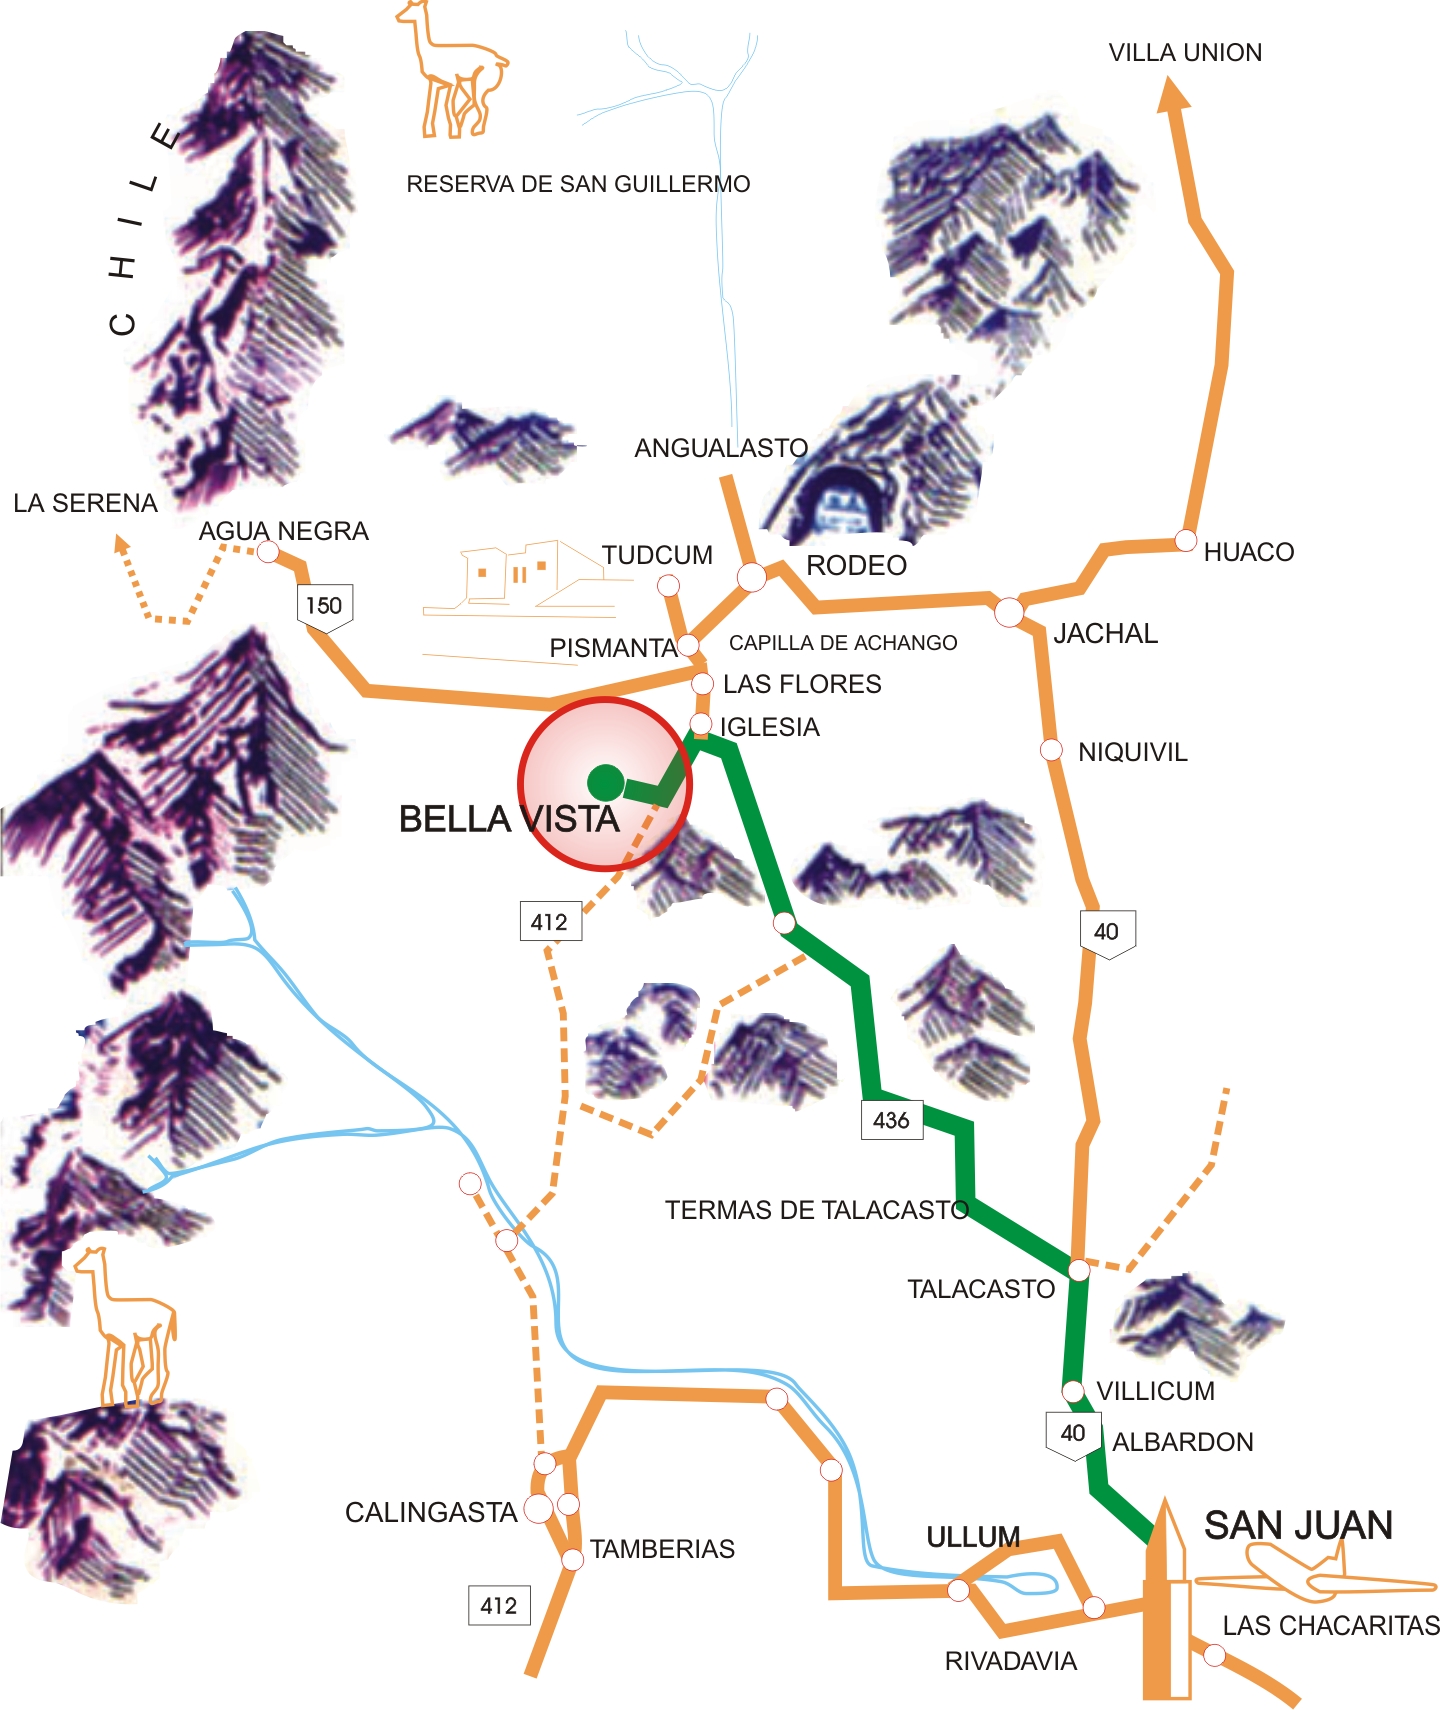 VILLA UNION
CHILE
RESERVA DE SAN GUILLERMO
ANGUALASTO
LA SERENA
AGUA NEGRA
TUDCUM
RODEO
HUACO
150
JACHAL
PISMANTA
CAPILLA DE ACHANGO
LAS FLORES
IGLESIA
NIQUIVIL
BELLA VISTA
412
40
436
TERMAS DE TALACASTO
TALACASTO
VILLICUM
40
ALBARDON
CALINGASTA
SAN JUAN
ULLUM
TAMBERIAS
412
LAS CHACARITAS
RIVADAVIA